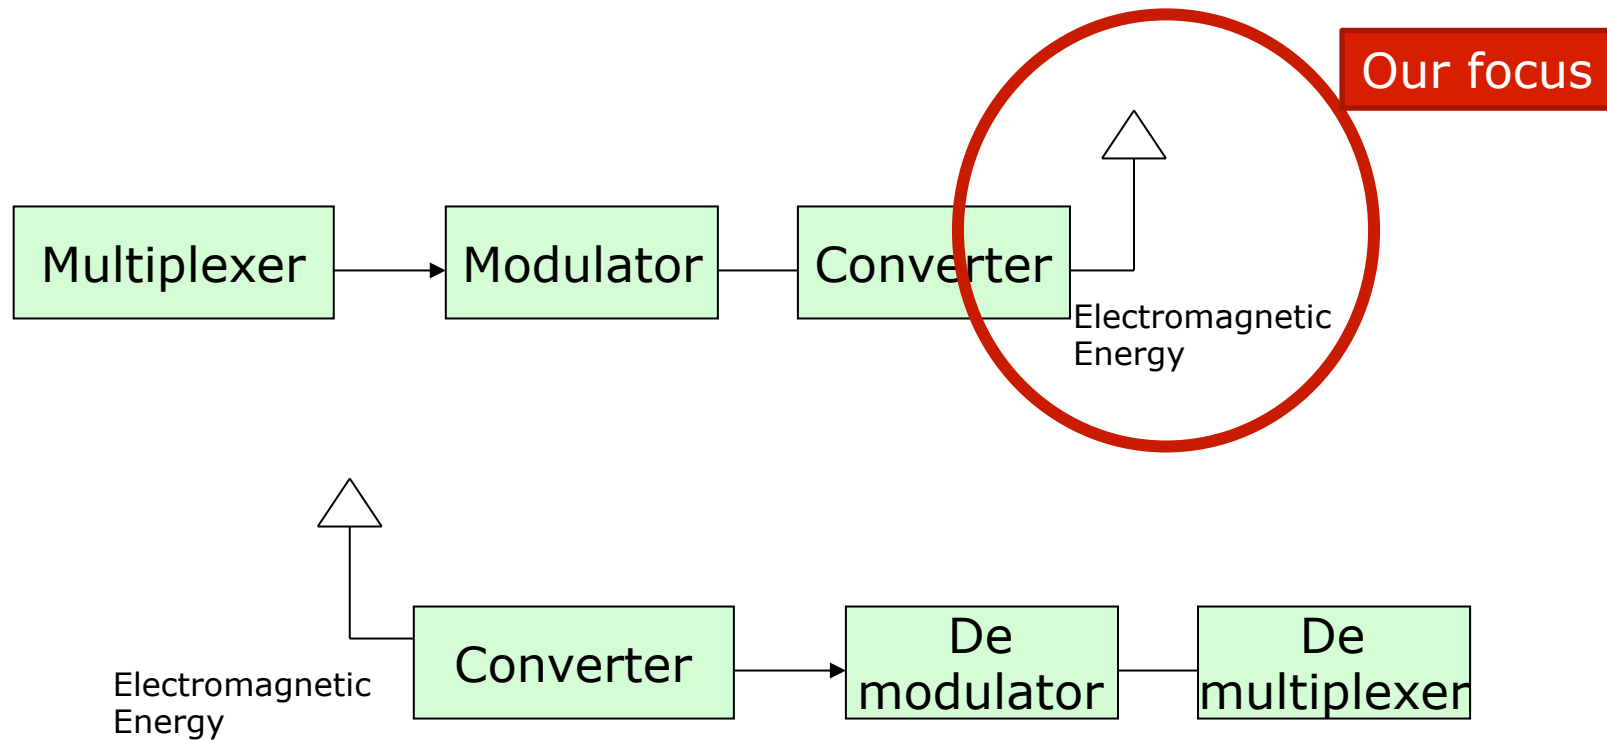 Our focus
Multiplexer
Modulator
Converter
Electromagnetic
Energy
Electromagnetic
Energy
Converter
De
modulator
De
multiplexer